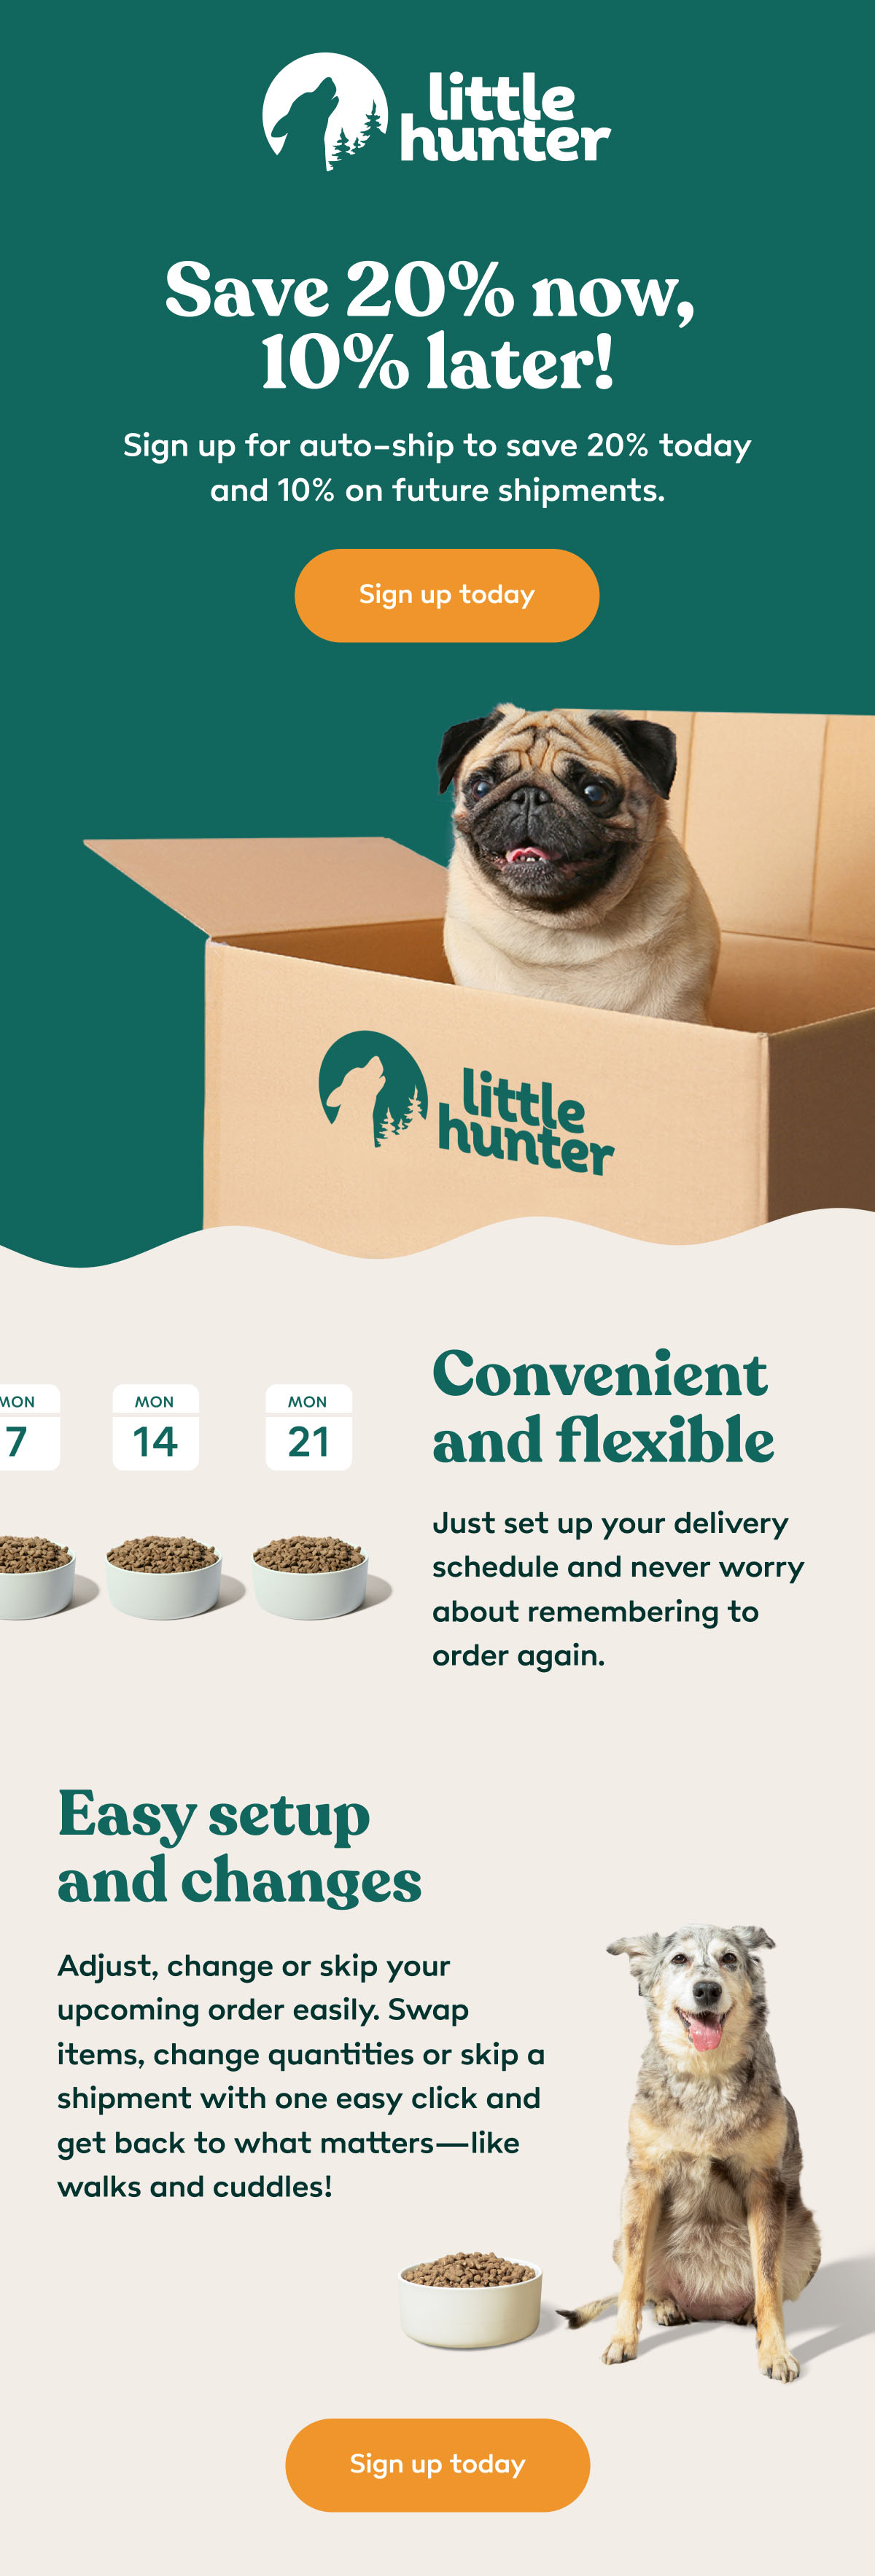 little
hunter
Save 20% now,
10% later!
Sign up for auto-ship to save 20% today
and 10% on future shipments.
Sign up today
little
hunter
MON
7
MON
14
MON
21
Convenient
and flexible
Just set up your delivery
schedule and never worry
about remembering to
order again.
Easy setup
and changes
Adjust, change or skip your
upcoming order easily. Swap
items, change quantities or skip a
shipment with one easy click and
get back to what matters—like
walks and cuddles!
Sign up today